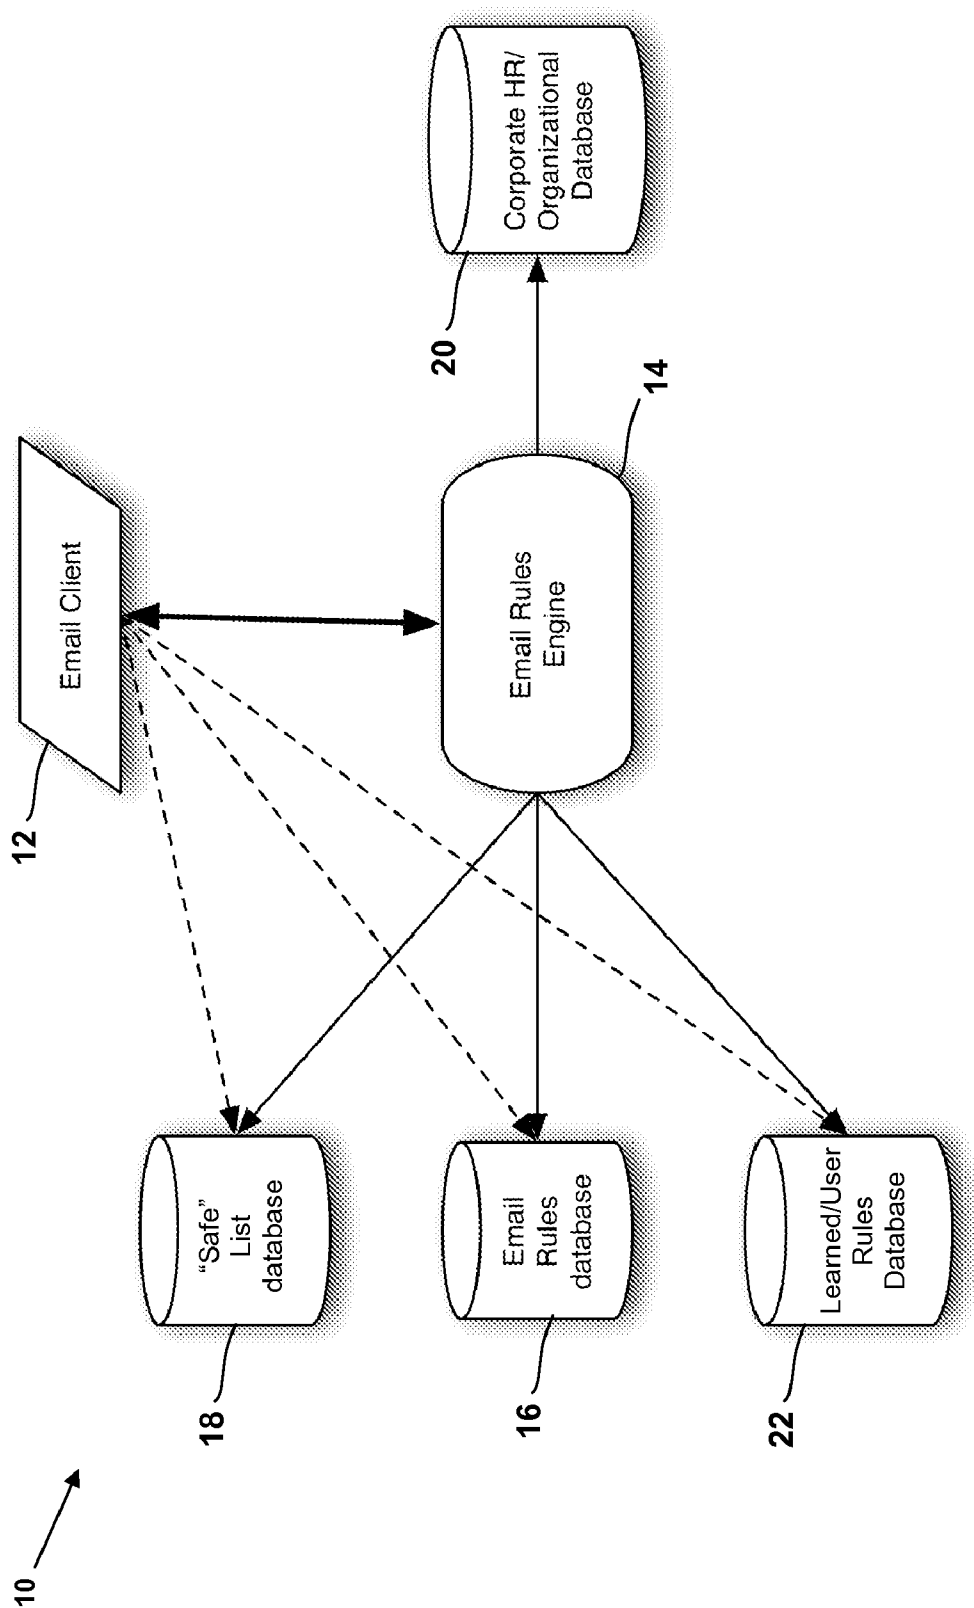 10
12
Email Client
18
“Safe”
List
database
16
Email
Rules
database
22
Learned/User
Rules
Database
Email Rules
Engine
14
20
Corporate HR/
Organizational
Database